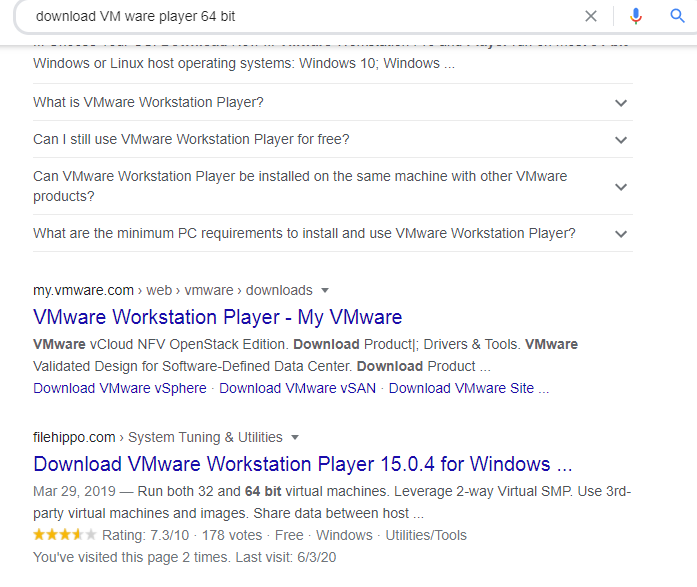 download VM ware player 64 bit
Windows or Linux host operating systems: Windows 10; Windows ...
What is VMware Workstation Player?
Can I still use VMware Workstation Player for free?
Can VMware Workstation Player be installed on the same machine with other VMware
products?
What are the minimum PC requirements to install and use VMware Workstation Player?
my.vmware.com › web › vmware › downloads
VMware Workstation Player - My VMware
VMware vCloud NFV OpenStack Edition. Download Product|; Drivers & Tools. VMware
Validated Design for Software-Defined Data Center. Download Product ...
Download VMware vSphere · Download VMware vSAN · Download VMware Site ...
filehippo.com › System Tuning & Utilities
Download VMware Workstation Player 15.0.4 for Windows ...
Mar 29, 2019 — Run both 32 and 64 bit virtual machines. Leverage 2-way Virtual SMP. Use 3rd-
party virtual machines and images. Share data between host ...
Rating: 7.3/10 · 178 votes · Free · Windows · Utilities/Tools
You've visited this page 2 times. Last visit: 6/3/20